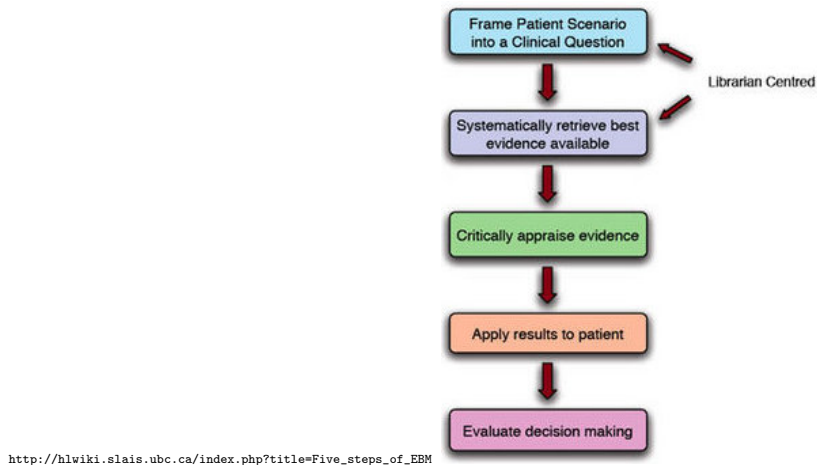 Frame Patient Scenario
into a Clinical Question
Librarian Centred
Systematically retrieve best
evidence available
Critically appraise evidence
Apply results to patient
Evaluate decision making
http://hlwiki.slais.ubc.ca/index.php?title=Five_steps_of_EBM